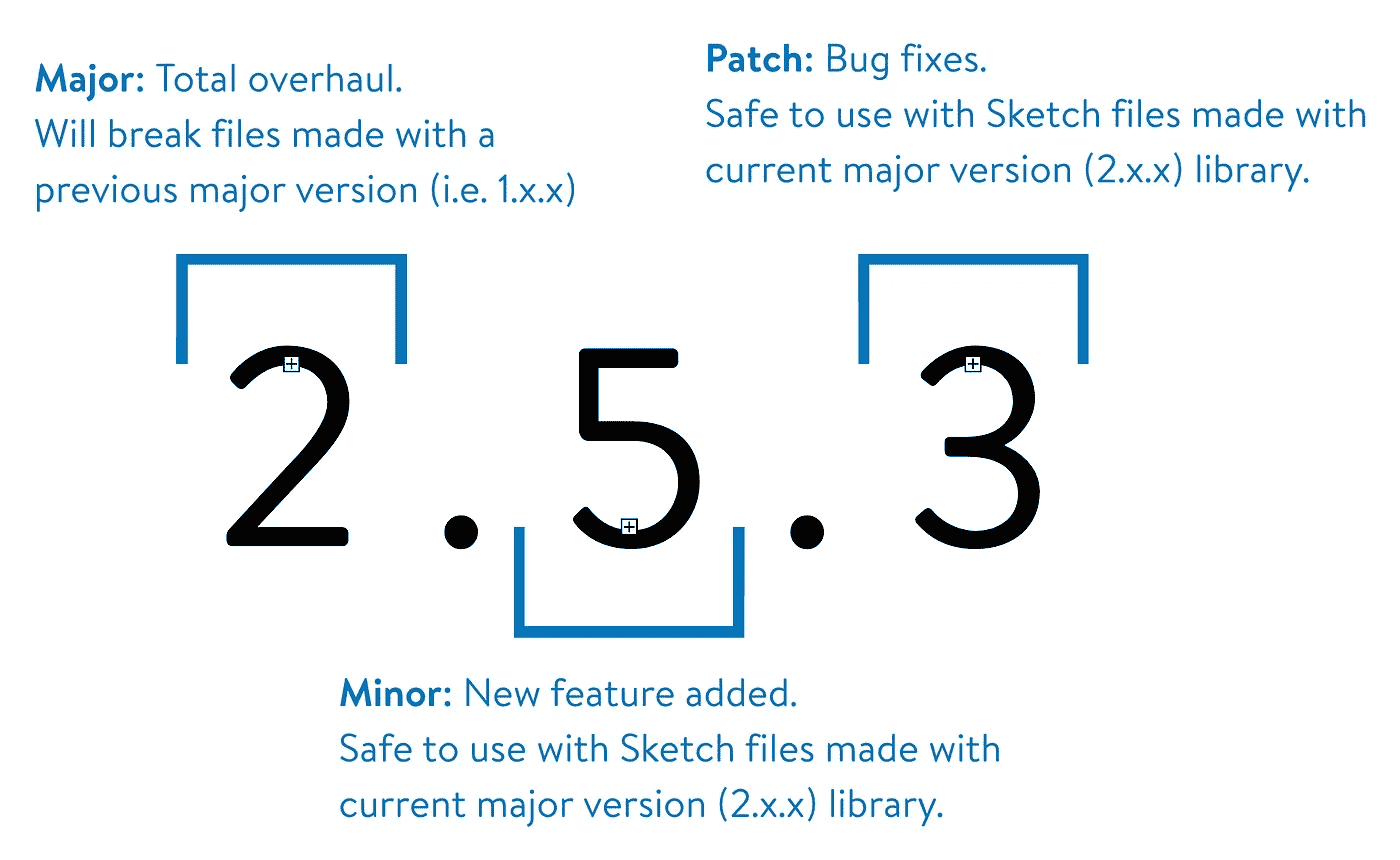 Major: Total overhaul.
Will break files made with a
previous major version (i.e. 1.x.x)
Patch: Bug fixes.
Safe to use with Sketch files made with
current major version (2.x.x) library.
2.5.3
Minor: New feature added.
Safe to use with Sketch files made with
current major version (2.x.x) library.